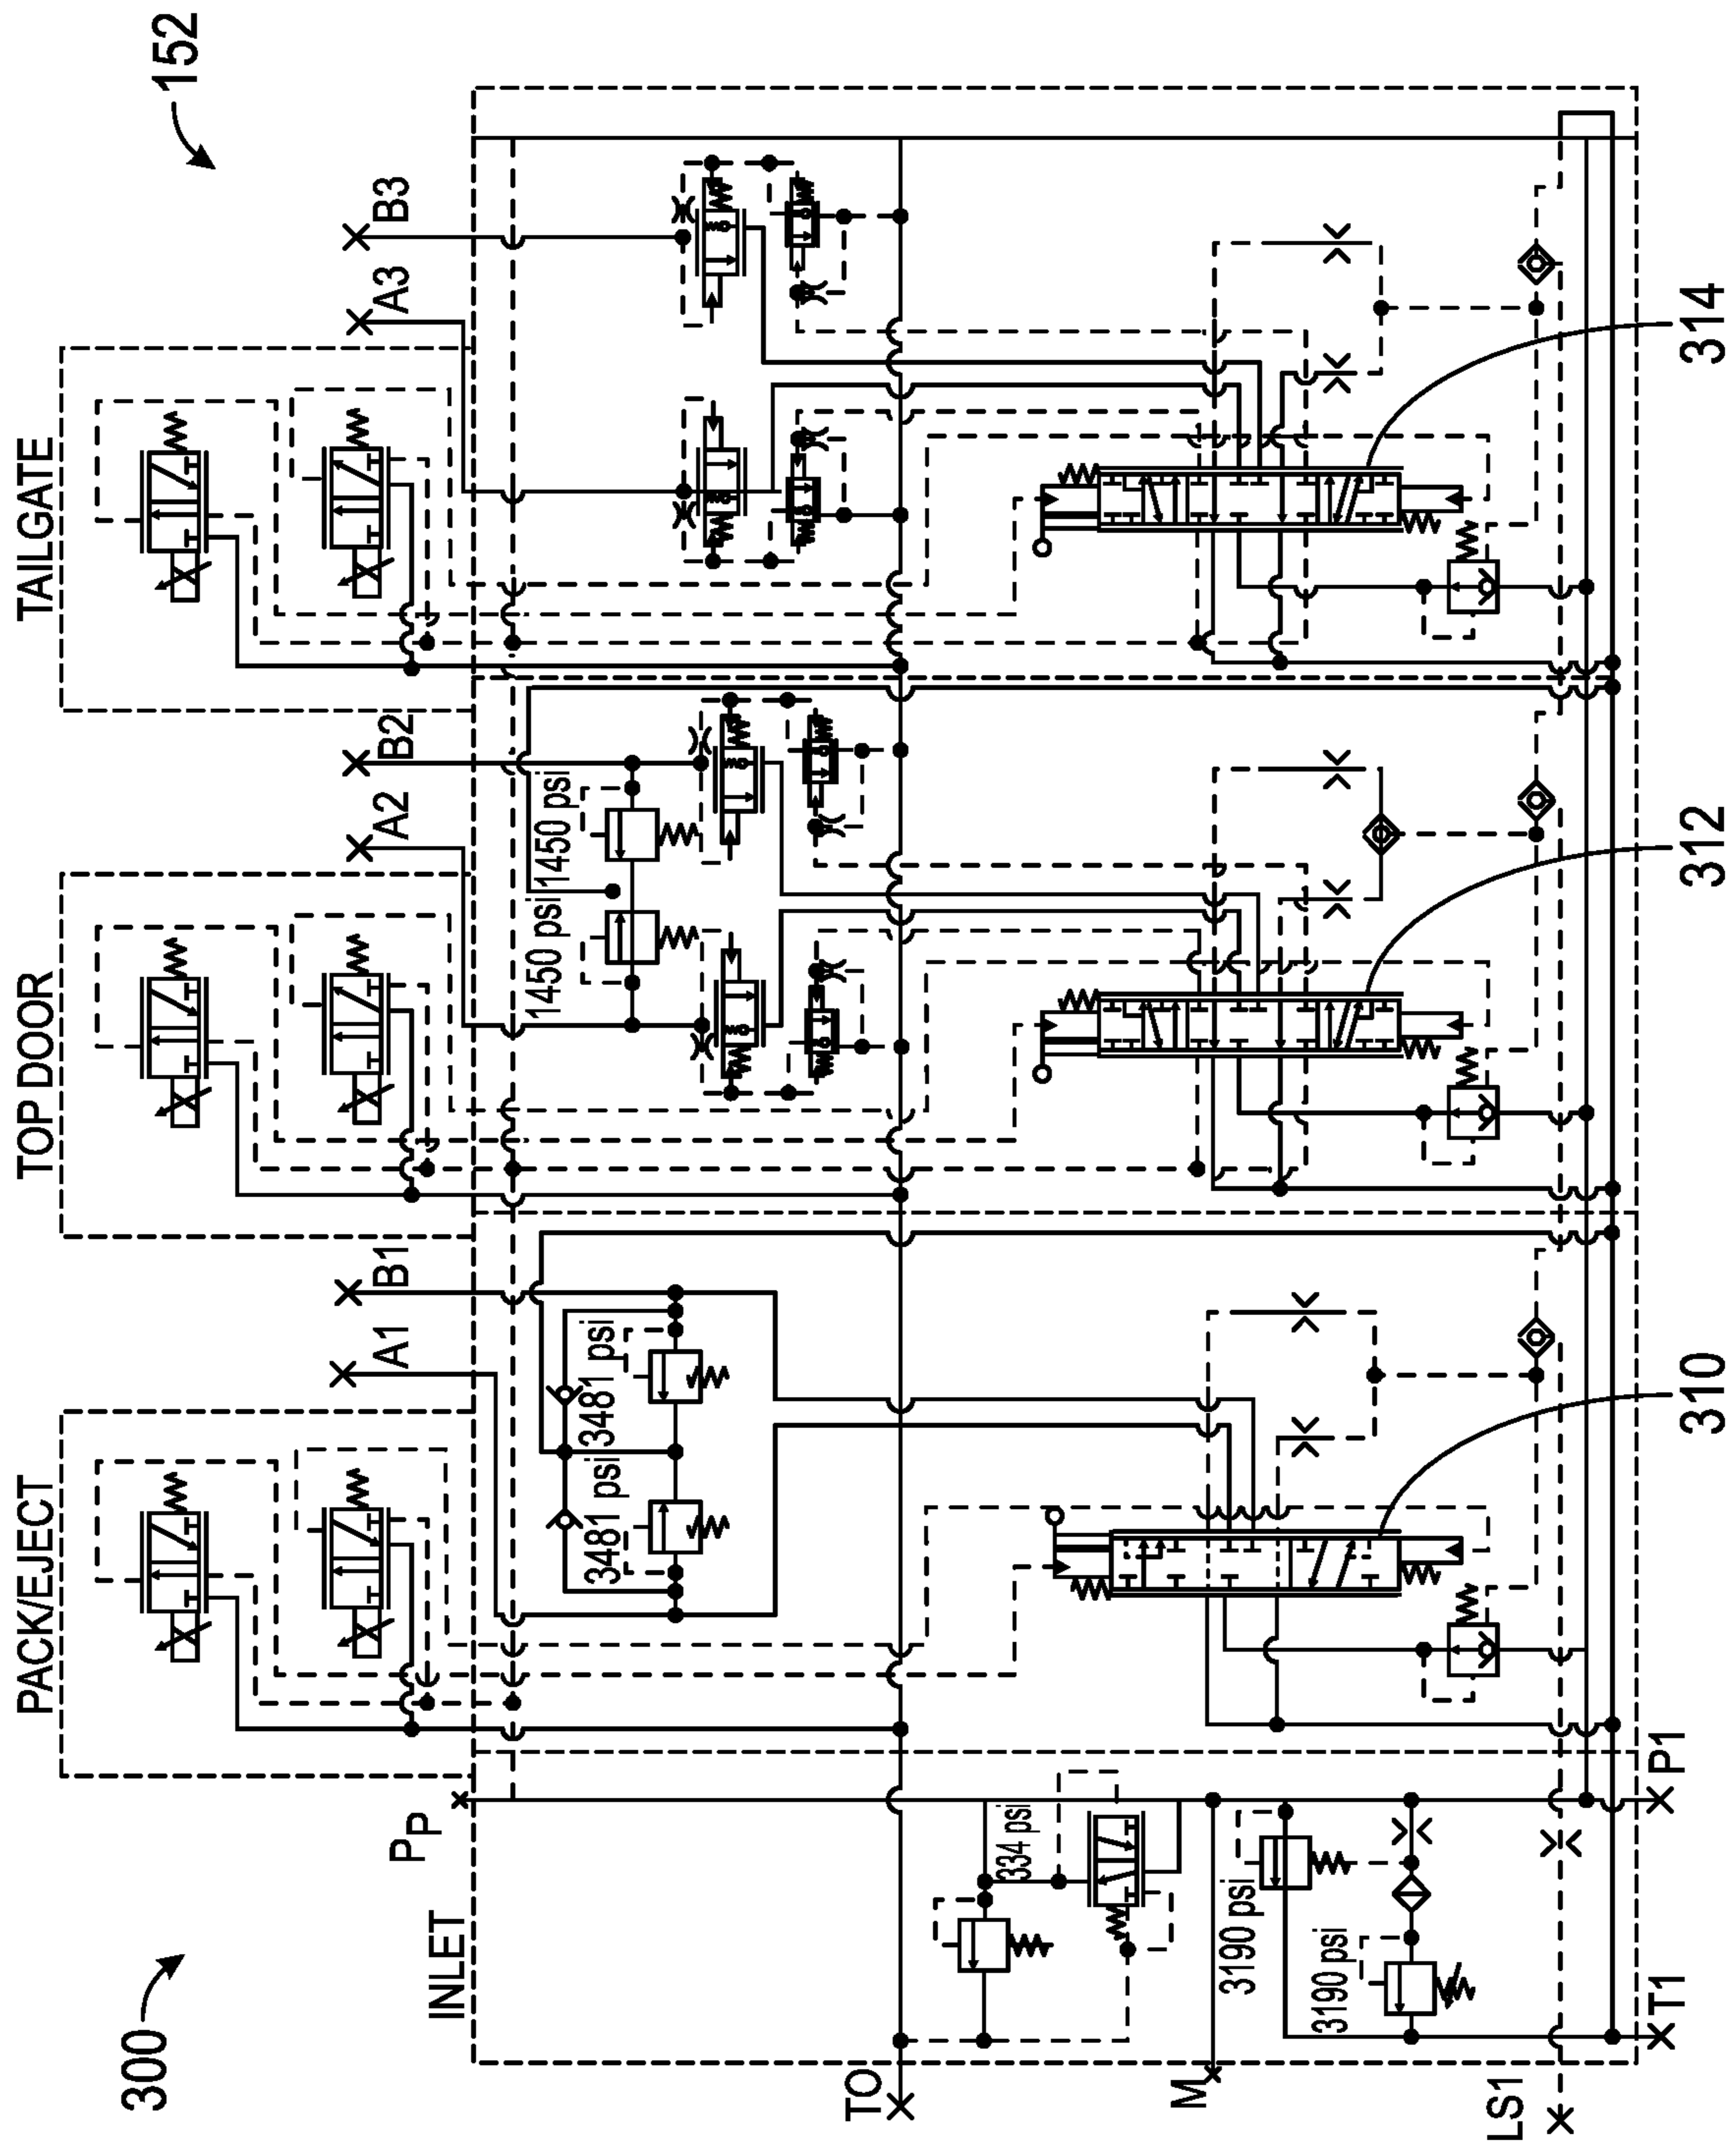 300
152
INLET
PACK/EJECT
TOP DOOR
TAILGATE
PP
A1
B1
A2
B2
A3
B3
3481 psi
3481 psi
1450 psi
1450 psi
TO
334 psi
M
3190 psi
3190 psi
LS1
T1
P1
310
312
314